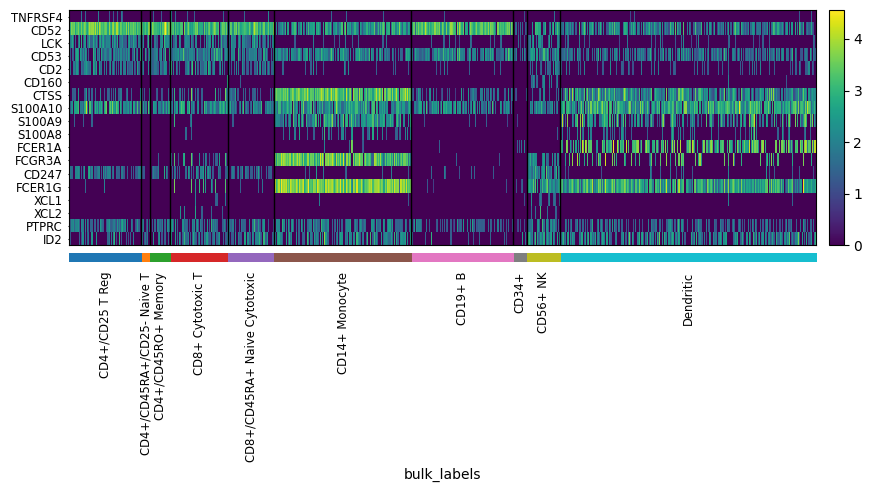 TNFRSF4
CD52
LCK
CD53
CD2
CD160
CTSS
S100A10
S100A9
S100A8
FCER1A
FCGR3A
CD247
FCER1G
XCL1
XCL2
PTPRC
ID2
4
3
2
1
0
CD4+/CD25 T Reg
CD4+/CD45RA+/CD25- Naive T
CD4+/CD45RO+ Memory
CD8+ Cytotoxic T
CD8+/CD45RA+ Naive Cytotoxic
CD14+ Monocyte
CD19+ B
CD34+
CD56+ NK
Dendritic
bulk_labels